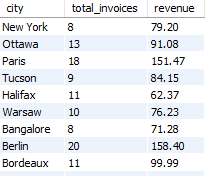 city total_invoices revenue
New York 8 79.20
Ottawa 13 91.08
Paris 18 151.47
Tucson 9 84.15
Halifax 11 62.37
Warsaw 10 76.23
Bangalore 8 71.28
Berlin 20 158.40
Bordeaux 11 99.99